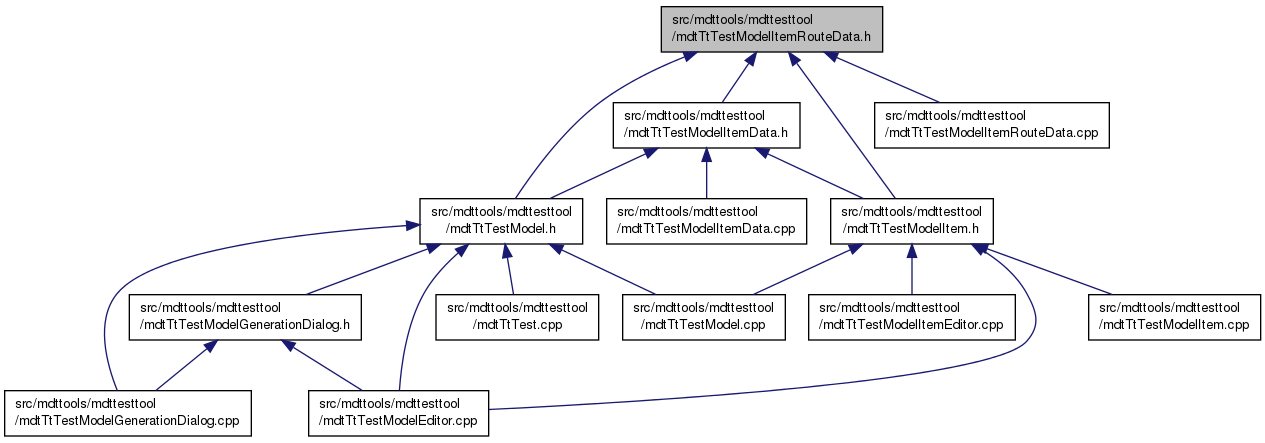 src/mdttools/mdttesttool
/mdtTtTestModelItemRouteData.h
src/mdttools/mdttesttool
/mdtTtTestModelItemData.h
src/mdttools/mdttesttool
/mdtTtTestModelItemRouteData.cpp
src/mdttools/mdttesttool
/mdtTtTestModel.h
src/mdttools/mdttesttool
/mdtTtTestModelItemData.cpp
src/mdttools/mdttesttool
/mdtTtTestModelItem.h
src/mdttools/mdttesttool
/mdtTtTestModelGenerationDialog.h
src/mdttools/mdttesttool
/mdtTtTest.cpp
src/mdttools/mdttesttool
/mdtTtTestModel.cpp
src/mdttools/mdttesttool
/mdtTtTestModelItemEditor.cpp
src/mdttools/mdttesttool
/mdtTtTestModelItem.cpp
src/mdttools/mdttesttool
/mdtTtTestModelGenerationDialog.cpp
src/mdttools/mdttesttool
/mdtTtTestModelEditor.cpp